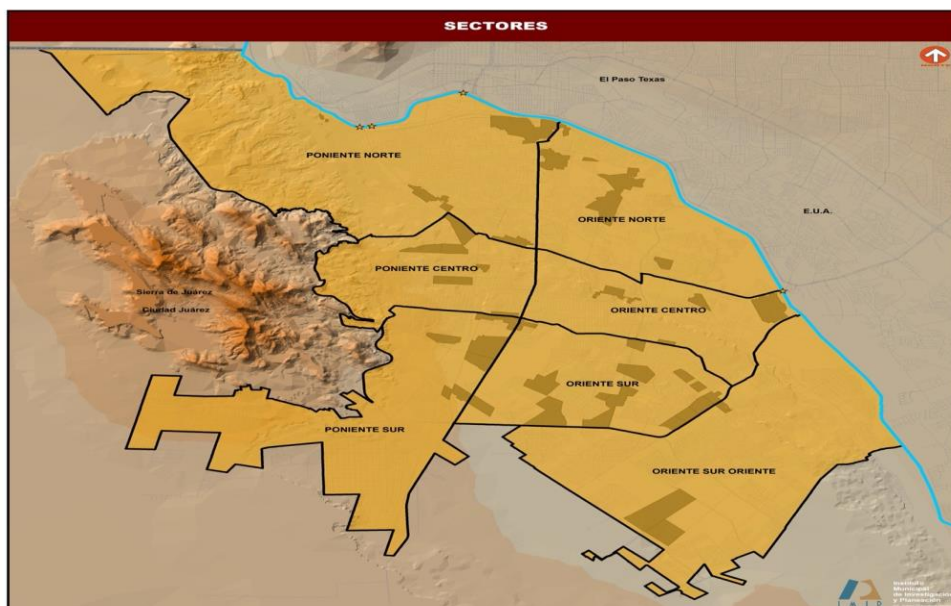 SECTORES
El Paso Texas
PONIENTE NORTE
E.U.A.
ORIENTE NORTE
PONIENTE CENTRO
Sierra de Juárez
Ciudad Juárez
ORIENTE CENTRO
ORIENTE SUR
PONIENTE SUR
ORIENTE SUR ORIENTE
Instituto
Municipal
de Investigación
y Planeación